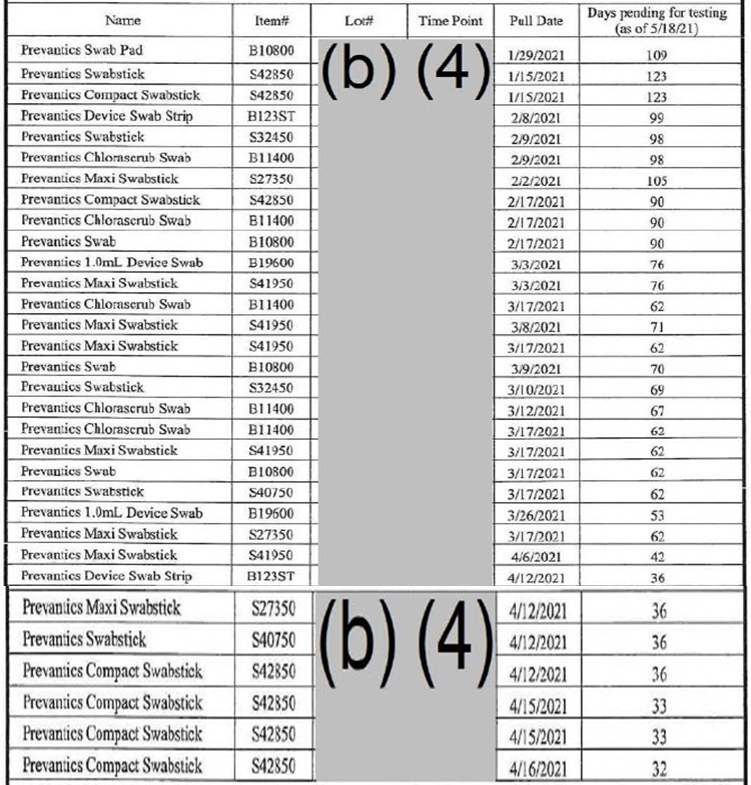 Name Item# Lot# Time Point Pull Date Days pending for testing (as of 5/18/21)
Prevantics Swab Pad B10800 (b) (4) 1/29/2021 109
Prevantics Swabstick S42850 1/15/2021 123
Prevantics Compact Swabstick S42850 1/15/2021 123
Prevantics Device Swab Strip B123ST 2/8/2021 99
Prevantics Swabstick S32450 2/9/2021 98
Prevantics Chlorascrub Swab B11400 2/9/2021 98
Prevantics Maxi Swabstick S27350 2/2/2021 105
Prevantics Compact Swabstick S42850 2/17/2021 90
Prevantics Chlorascrub Swab B11400 2/17/2021 90
Prevantics Swab B10800 2/17/2021 90
Prevantics 1.0mL Device Swab B19600 3/3/2021 76
Prevantics Maxi Swabstick S41950 3/3/2021 76
Prevantics Chlorascrub Swab B11400 3/17/2021 62
Prevantics Maxi Swabstick S41950 3/8/2021 71
Prevantics Maxi Swabstick S41950 3/17/2021 62
Prevantics Swab B10800 3/9/2021 70
Prevantics Swabstick S32450 3/10/2021 69
Prevantics Chlorascrub Swab B11400 3/12/2021 67
Prevantics Chlorascrub Swab B11400 3/17/2021 62
Prevantics Maxi Swabstick S41950 3/17/2021 62
Prevantics Swab B10800 3/17/2021 62
Prevantics Swabstick S40750 3/17/2021 62
Prevantics 1.0mL Device Swab B19600 3/26/2021 53
Prevantics Maxi Swabstick S27350 3/17/2021 62
Prevantics Maxi Swabstick S41950 4/6/2021 42
Prevantics Device Swab Strip B123ST 4/12/2021 36
Prevantics Maxi Swabstick S27350 (b) (4) 4/12/2021 36
Prevantics Swabstick S40750 4/12/2021 36
Prevantics Compact Swabstick S42850 4/12/2021 36
Prevantics Compact Swabstick S42850 4/15/2021 33
Prevantics Compact Swabstick S42850 4/15/2021 33
Prevantics Compact Swabstick S42850 4/16/2021 32